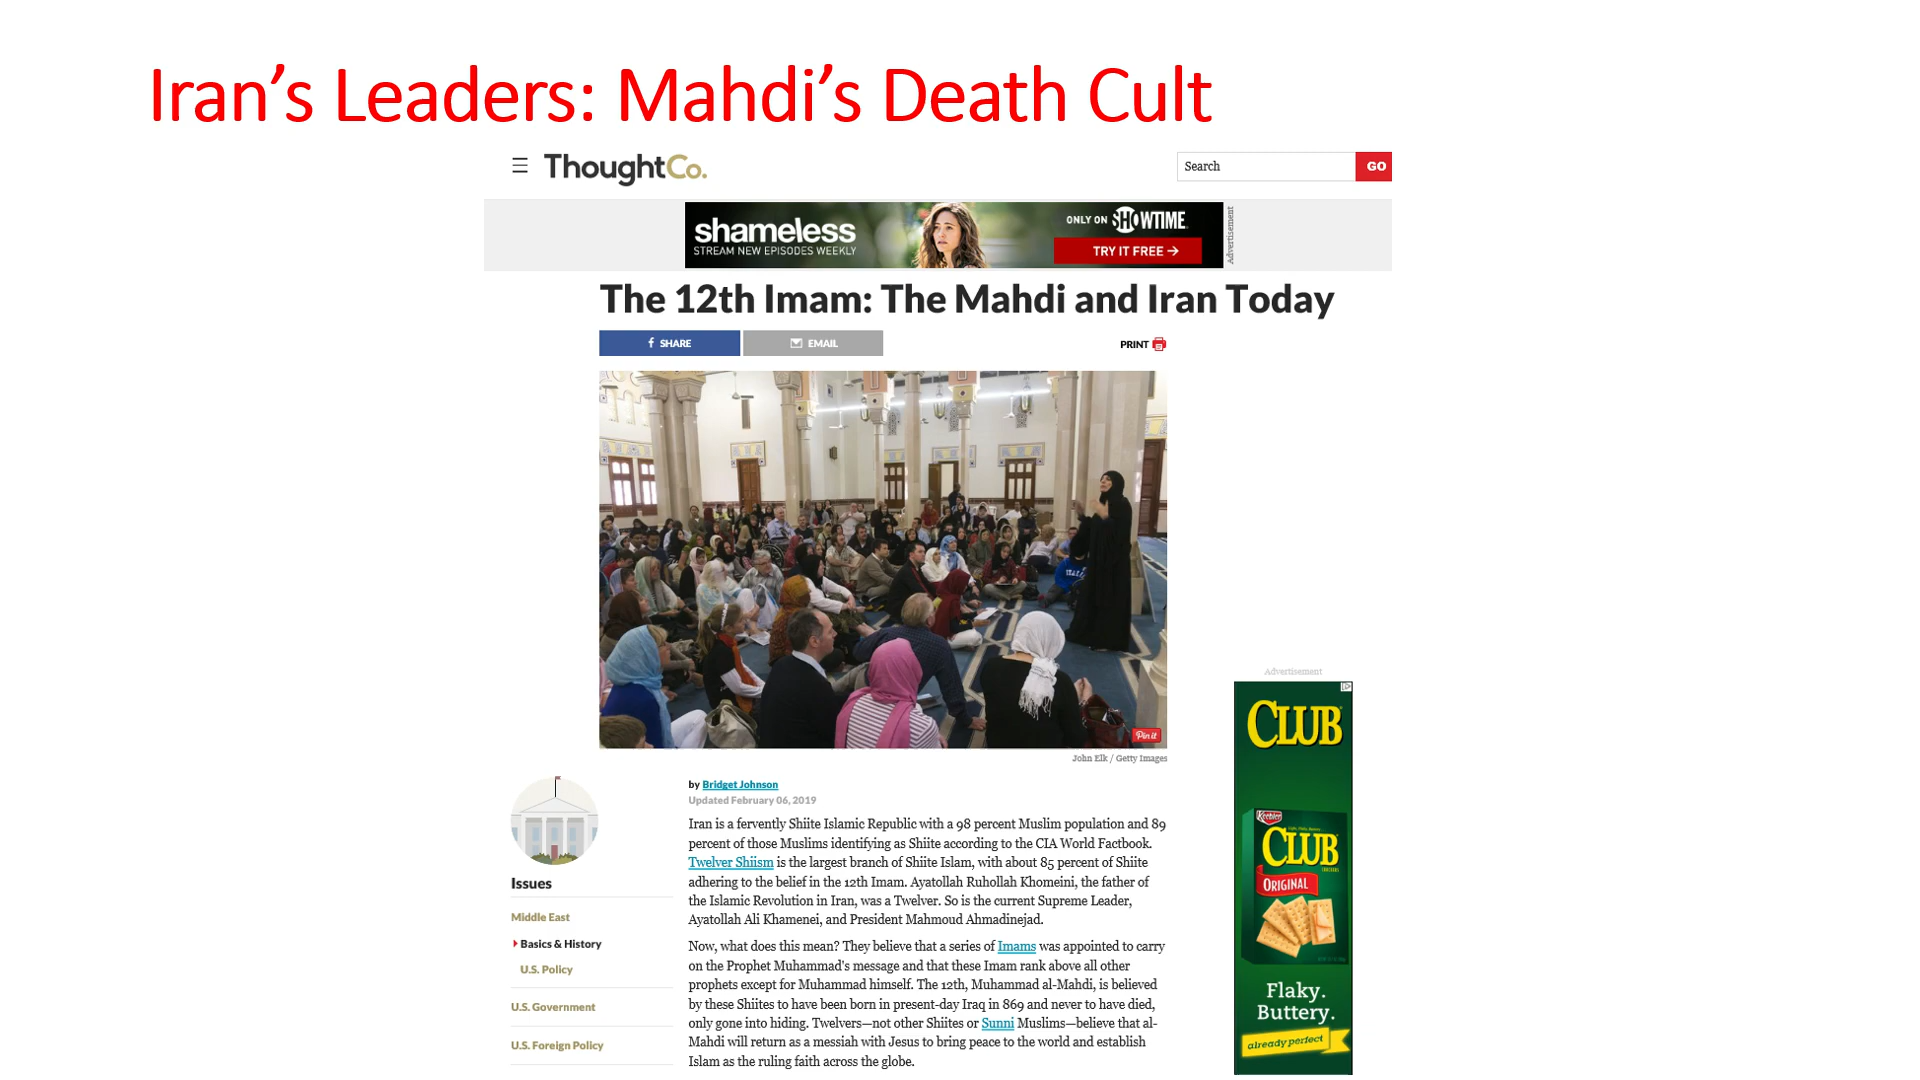 Iran’s Leaders: Mahdi’s Death Cult
ThoughtCo.
Search
GO
shameless
STREAM NEW EPISODES WEEKLY
ONLY ON SHOWTIME
TRY IT FREE →
Advertisement
The 12th Imam: The Mahdi and Iran Today
f SHARE
EMAIL
PRINT
Pin it
John Elk / Getty Images
by Bridget Johnson
Updated February 06, 2019
Iran is a fervently Shiite Islamic Republic with a 98 percent Muslim population and 89
percent of those Muslims identifying as Shiite according to the CIA World Factbook.
Twelver Shiism is the largest branch of Shiite Islam, with about 85 percent of Shiite
adhering to the belief in the 12th Imam. Ayatollah Ruhollah Khomeini, the father of
the Islamic Revolution in Iran, was a Twelver. So is the current Supreme Leader,
Ayatollah Ali Khamenei, and President Mahmoud Ahmadinejad.
Now, what does this mean? They believe that a series of Imams was appointed to carry
on the Prophet Muhammad's message and that these Imam rank above all other
prophets except for Muhammad himself. The 12th, Muhammad al-Mahdi, is believed
by these Shiites to have been born in present-day Iraq in 869 and never to have died,
only gone into hiding. Twelvers—not other Shiites or Sunni Muslims—believe that al-
Mahdi will return as a messiah with Jesus to bring peace to the world and establish
Islam as the ruling faith across the globe.
Issues
Middle East
Basics & History
U.S. Policy
U.S. Government
U.S. Foreign Policy
Advertisement
CLUB
Keebler
CLUB
CRACKERS
ORIGINAL
Flaky.
Buttery.
already perfect